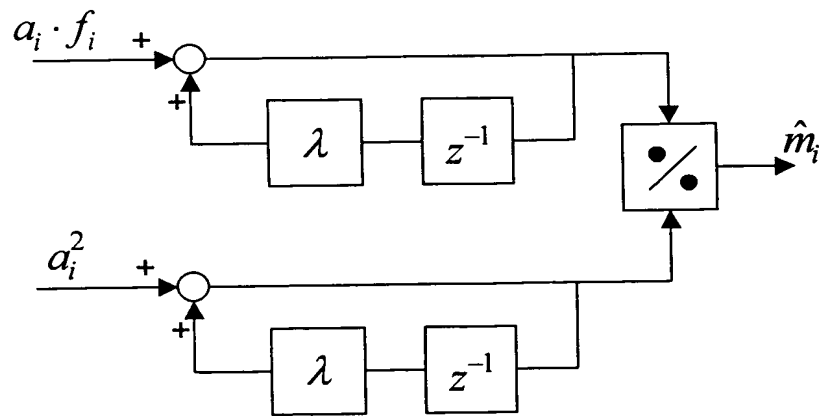 a_i · f_i
+
+
λ
z^{-1}
m̂_i
a_i^2
+
+
λ
z^{-1}